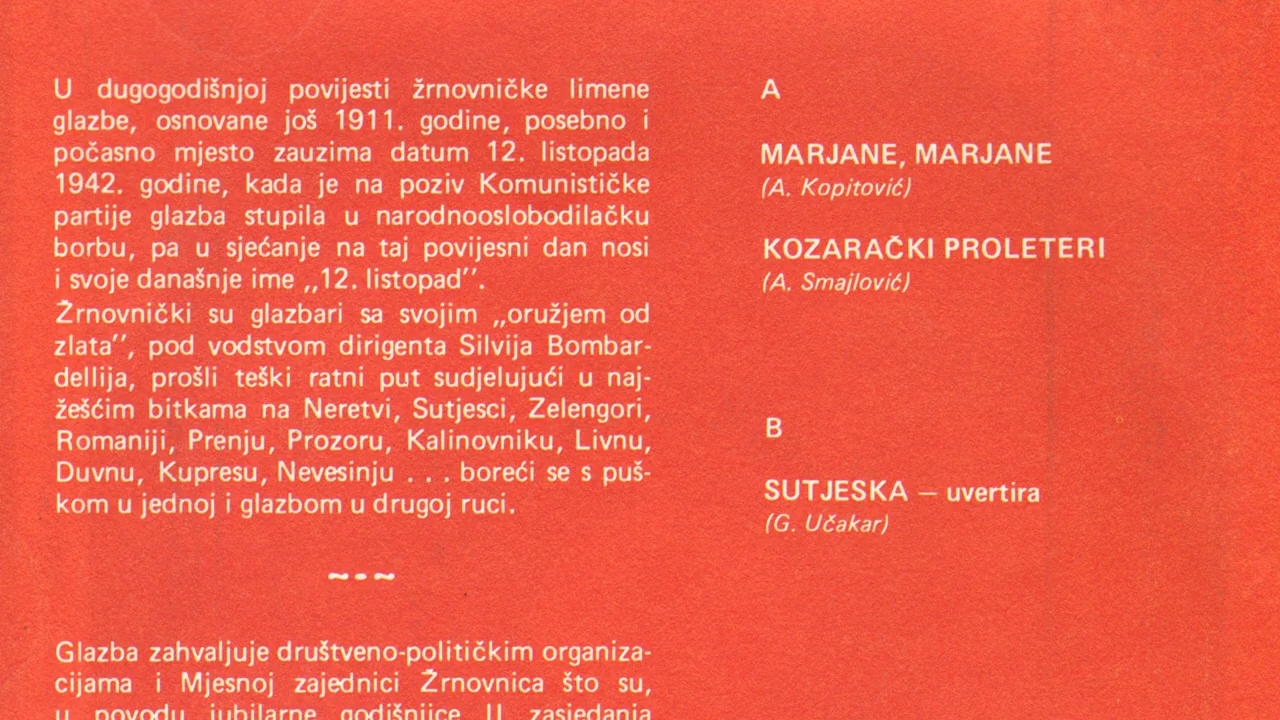 U dugogodišnjoj povijesti žrnovničke limene
glazbe, osnovane još 1911. godine, posebno i
počasno mjesto zauzima datum 12. listopada
1942. godine, kada je na poziv Komunističke
partije glazba stupila u narodnooslobodilačku
borbu, pa u sjećanje na taj povijesni dan nosi
i svoje današnje ime „12. listopad".
Žrnovnički su glazbari sa svojim „oružjem od
zlata", pod vodstvom dirigenta Silvija Bombar-
dellija, prošli teški ratni put sudjelujući u naj-
žešćim bitkama na Neretvi, Sutjesci, Zelengori,
Romaniji, Prenju, Prozoru, Kalinovniku, Livnu,
Duvnu, Kupresu, Nevesinju . . . boreći se s puš-
kom u jednoj i glazbom u drugoj ruci.
~-~
Glazba zahvaljuje društveno-političkim organiza-
cijama i Mjesnoj zajednici Žrnovnica što su,
u povodu jubilarne godišnjice II zasjedanja
A
MARJANE, MARJANE
(A. Kopitović)
KOZARAČKI PROLETERI
(A. Smajlović)
B
SUTJESKA — uvertira
(G. Učakar)